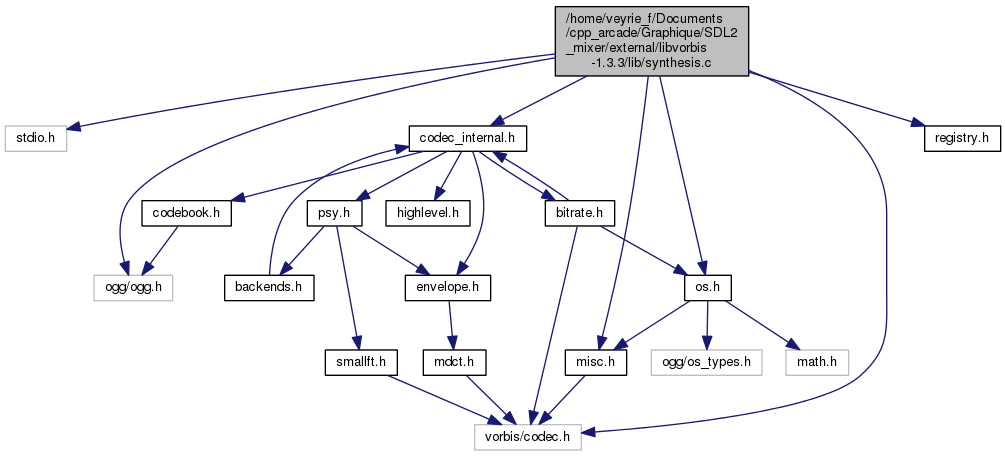 /home/veyrie_f/Documents
/cpp_arcade/Graphique/SDL2
_mixer/external/libvorbis
-1.3.3/lib/synthesis.c
stdio.h
codec_internal.h
registry.h
codebook.h
psy.h
highlevel.h
bitrate.h
ogg/ogg.h
backends.h
envelope.h
os.h
smallft.h
mdct.h
misc.h
ogg/os_types.h
math.h
vorbis/codec.h